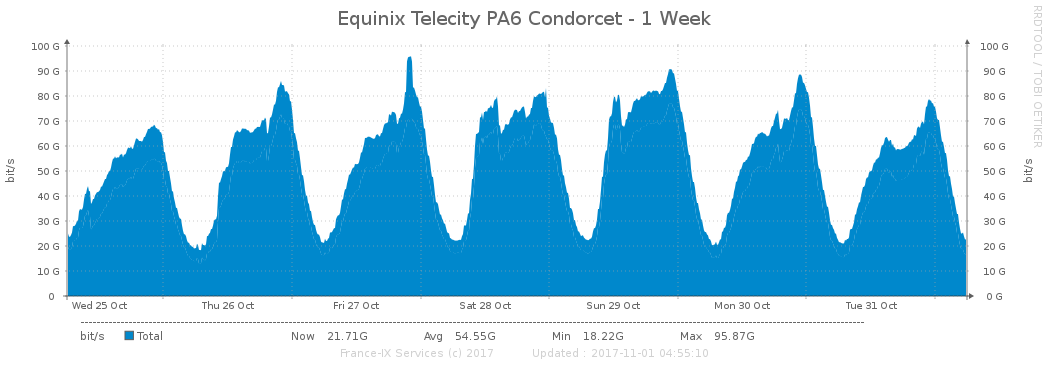 Equinix Telecity PA6 Condorcet - 1 Week
RRDTOOL / TOBI OETIKER
100 G 100 G
90 G 90 G
80 G 80 G
70 G 70 G
60 G 60 G
50 G 50 G
40 G 40 G
30 G 30 G
20 G 20 G
10 G 10 G
0 0 G
bit/s bit/s
Wed 25 Oct Thu 26 Oct Fri 27 Oct Sat 28 Oct Sun 29 Oct Mon 30 Oct Tue 31 Oct
bit/s Total Now 21.71G Avg 54.55G Min 18.22G Max 95.87G
France-IX Services (c) 2017 Updated : 2017-11-01 04:55:10